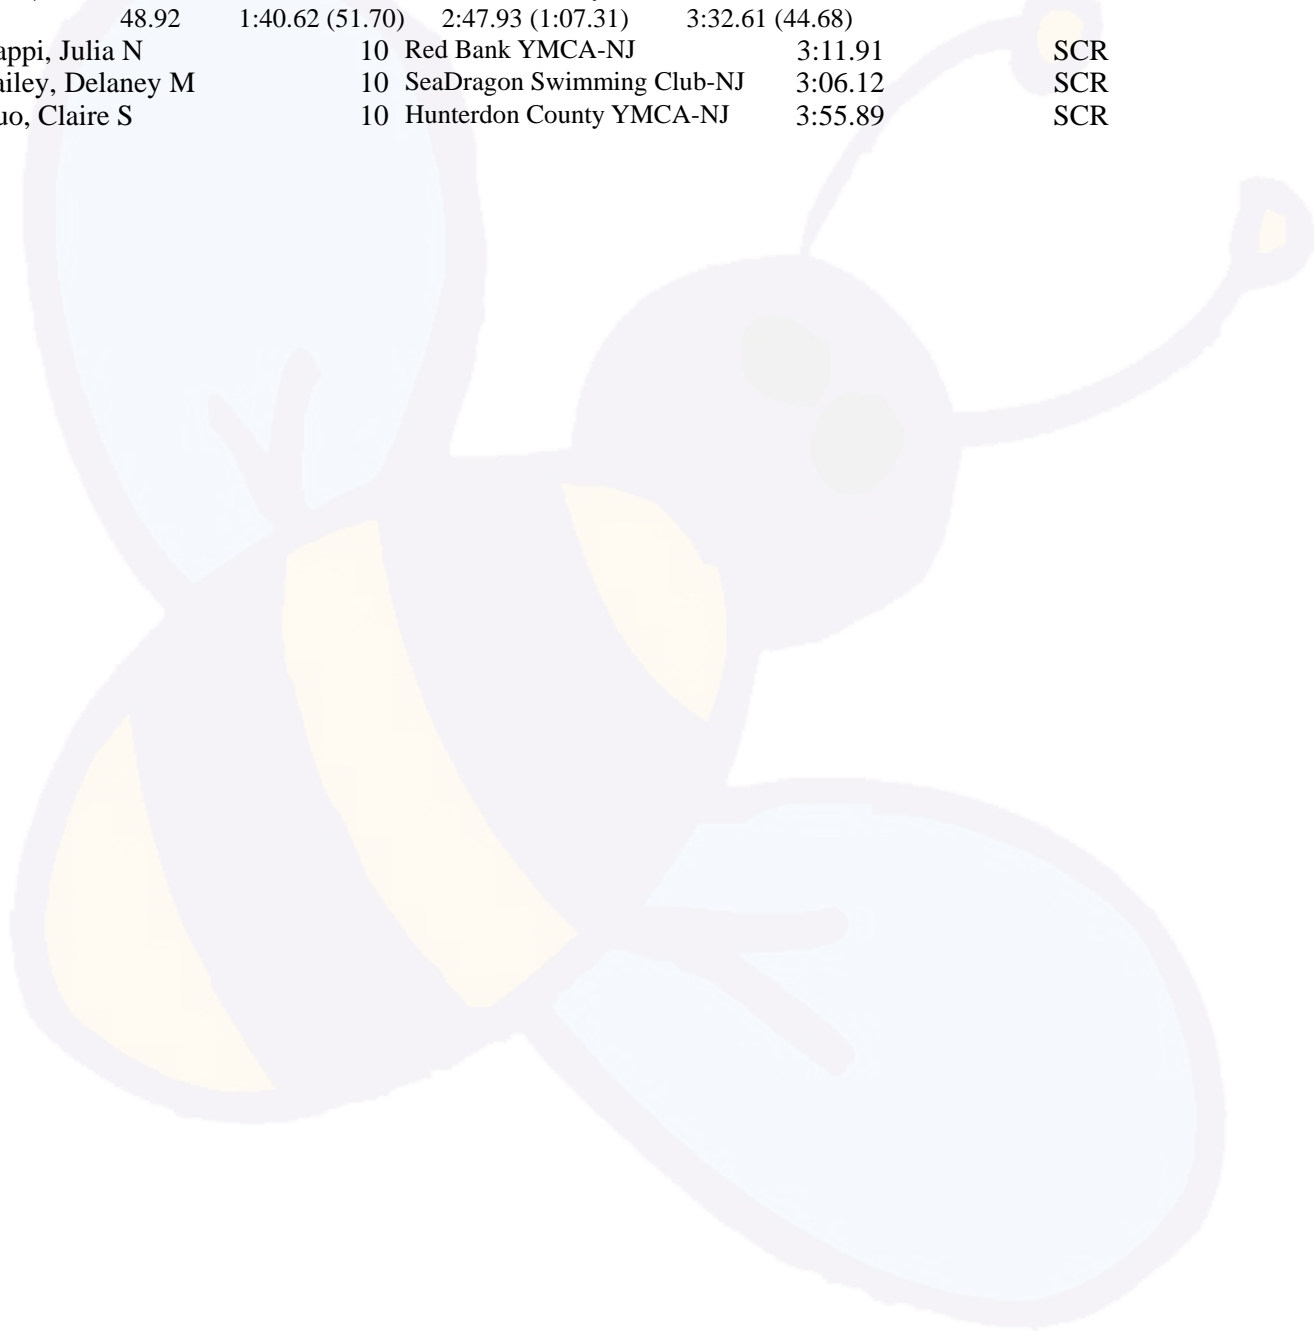 48.92 1:40.62 (51.70) 2:47.93 (1:07.31) 3:32.61 (44.68)
appi, Julia N 10 Red Bank YMCA-NJ 3:11.91 SCR
ailey, Delaney M 10 SeaDragon Swimming Club-NJ 3:06.12 SCR
uo, Claire S 10 Hunterdon County YMCA-NJ 3:55.89 SCR